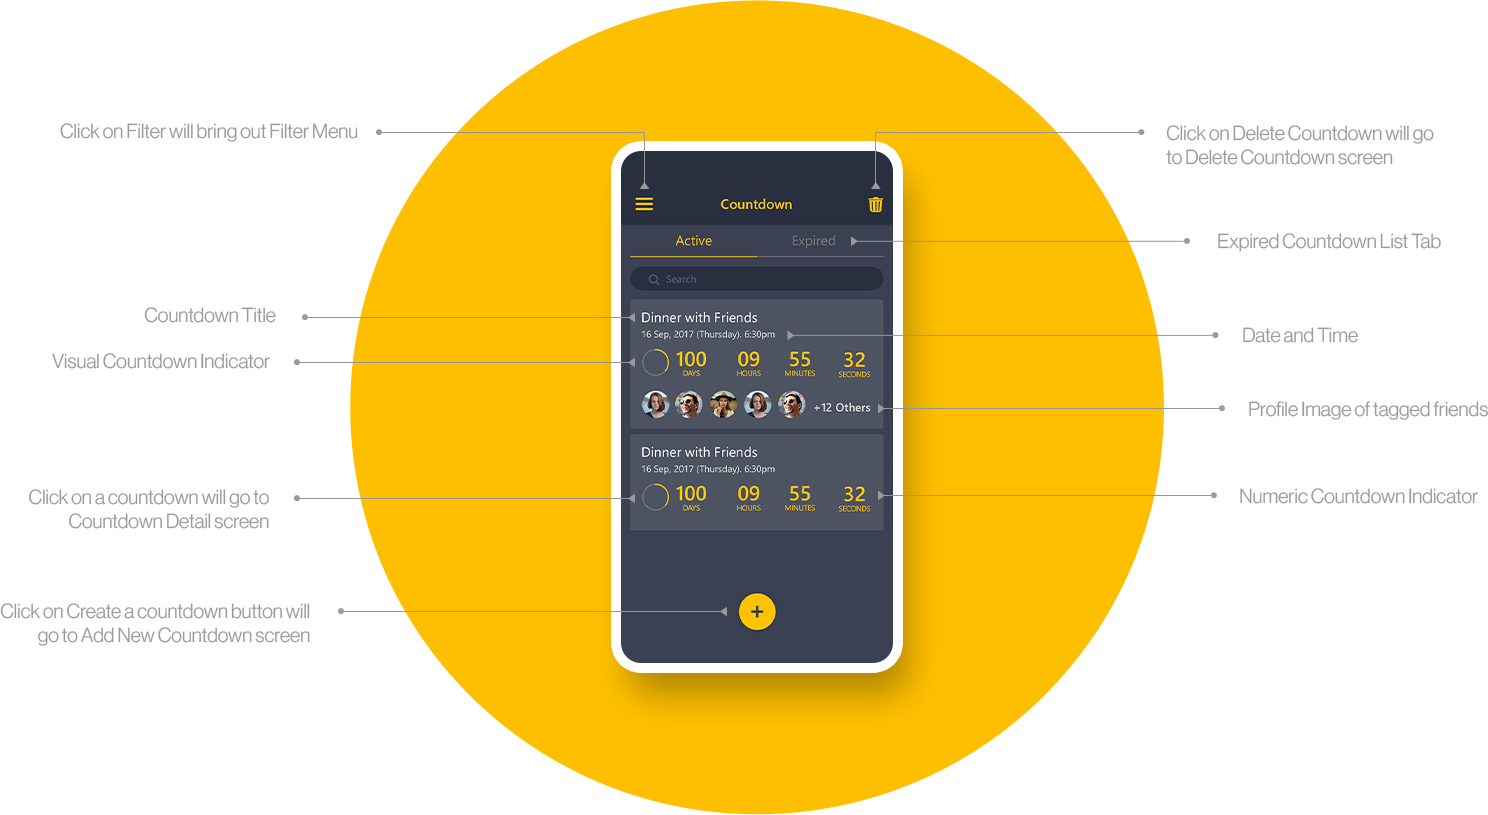 Click on Filter will bring out Filter Menu
Click on Delete Countdown will go
to Delete Countdown screen
Countdown
Active
Expired
Expired Countdown List Tab
Search
Countdown Title
Dinner with Friends
16 Sep, 2017 (Thursday). 6:30pm
Date and Time
Visual Countdown Indicator
100 09 55 32
DAYS HOURS MINUTES SECONDS
+12 Others
Profile Image of tagged friends
Dinner with Friends
16 Sep, 2017 (Thursday). 6:30pm
Click on a countdown will go to
Countdown Detail screen
100 09 55 32
DAYS HOURS MINUTES SECONDS
Numeric Countdown Indicator
Click on Create a countdown button will
go to Add New Countdown screen
+